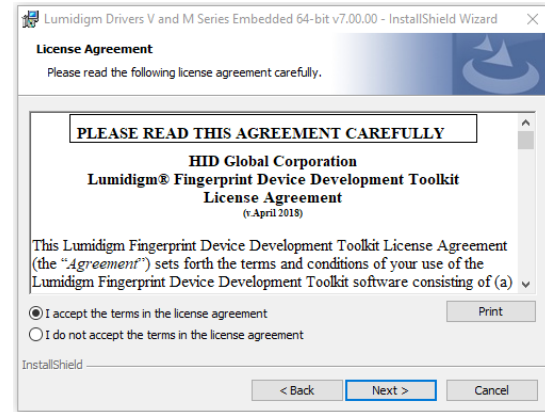 Lumidigm Drivers V and M Series Embedded 64-bit v7.00.00 - InstallShield Wizard
License Agreement
Please read the following license agreement carefully.
PLEASE READ THIS AGREEMENT CAREFULLY
HID Global Corporation
Lumidigm® Fingerprint Device Development Toolkit
License Agreement
(v.April 2018)
This Lumidigm Fingerprint Device Development Toolkit License Agreement
(the “Agreement”) sets forth the terms and conditions of your use of the
Lumidigm Fingerprint Device Development Toolkit software consisting of (a)
I accept the terms in the license agreement
Print
I do not accept the terms in the license agreement
InstallShield
< Back
Next >
Cancel